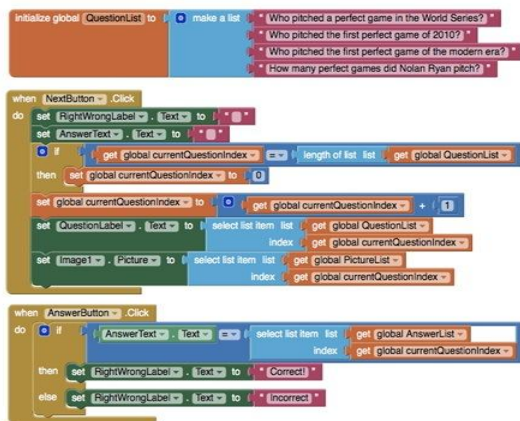 initialize global QuestionList to make a list " Who pitched a perfect game in the World Series? "
" Who pitched the first perfect game of 2010? "
" Who pitched the first perfect game of the modern era? "
" How many perfect games did Nolan Ryan pitch? "
when NextButton .Click
do set RightWrongLabel . Text to " "
set AnswerText . Text to " "
if get global currentQuestionIndex = length of list list get global QuestionList
then set global currentQuestionIndex to 0
set global currentQuestionIndex to get global currentQuestionIndex + 1
set QuestionLabel . Text to select list item list get global QuestionList
index get global currentQuestionIndex
set Image1 . Picture to select list item list get global PictureList
index get global currentQuestionIndex
when AnswerButton .Click
do if AnswerText . Text = select list item list get global AnswerList
index get global currentQuestionIndex
then set RightWrongLabel . Text to " Correct! "
else set RightWrongLabel . Text to " Incorrect "